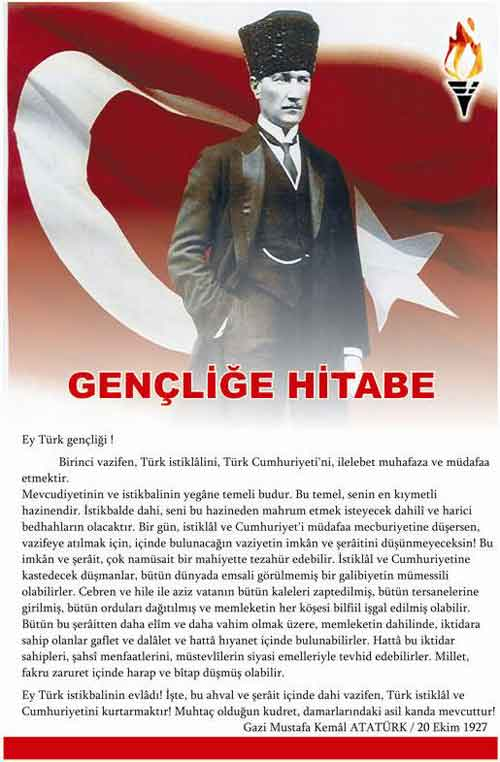 GENÇLİĞE HİTABE
Ey Türk gençliği !
Birinci vazifen, Türk istiklâlini, Türk Cumhuriyeti'ni, ilelebet muhafaza ve müdafaa
etmektir.
Mevcudiyetinin ve istikbalinin yegâne temeli budur. Bu temel, senin en kıymetli
hazinendir. İstikbalde dahi, seni bu hazineden mahrum etmek isteyecek dahilî ve harici
bedhahların olacaktır. Bir gün, istiklâl ve Cumhuriyet'i müdafaa mecburiyetine düşersen,
vazifeye atılmak için, içinde bulunacağın vaziyetin imkân ve şerâitini düşünmeyeceksin! Bu
imkân ve şerâit, çok namüsait bir mahiyette tezahür edebilir. İstiklâl ve Cumhuriyetine
kastedecek düşmanlar, bütün dünyada emsali görülmemiş bir galibiyetin mümessili
olabilirler. Cebren ve hile ile aziz vatanın bütün kaleleri zaptedilmiş, bütün tersanelerine
girilmiş, bütün orduları dağıtılmış ve memleketin her köşesi bilfiil işgal edilmiş olabilir.
Bütün bu şerâitten daha elîm ve daha vahim olmak üzere, memleketin dahilinde, iktidara
sahip olanlar gaflet ve dalâlet ve hattâ hıyanet içinde bulunabilirler. Hattâ bu iktidar
sahipleri, şahsî menfaatlerini, müstevlîlerin siyasi emelleriyle tevhid edebilirler. Millet,
fakru zaruret içinde harap ve bîtap düşmüş olabilir.
Ey Türk istikbalinin evlâdı! İşte, bu ahval ve şerâit içinde dahi vazifen, Türk istiklâl ve
Cumhuriyetini kurtarmaktır! Muhtaç olduğun kudret, damarlarındaki asil kanda mevcuttur!
Gazi Mustafa Kemâl ATATÜRK / 20 Ekim 1927